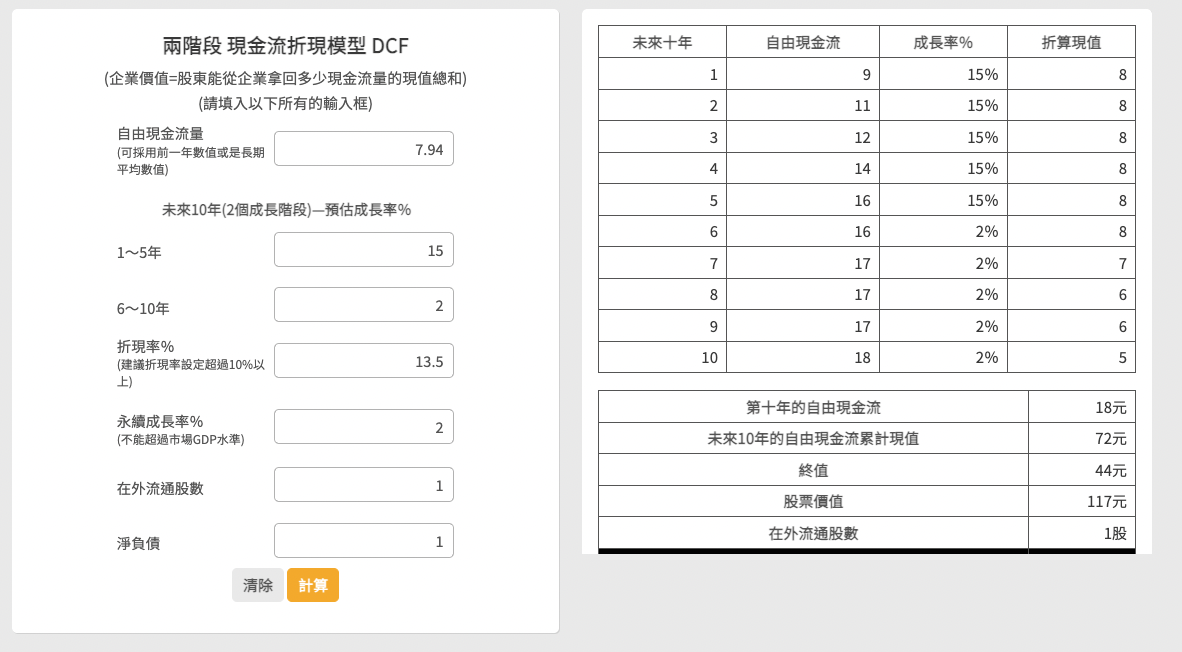 兩階段 現金流折現模型 DCF
(企業價值=股東能從企業拿回多少現金流量的現值總和)
(請填入以下所有的輸入框)
自由現金流量
(可採用前一年數值或是長期
平均數值)
7.94
未來10年(2個成長階段)—預估成長率%
1～5年
15
6～10年
2
折現率%
(建議折現率設定超過10%以
上)
13.5
永續成長率%
(不能超過市場GDP水準)
2
在外流通股數
1
淨負債
1
清除 計算
未來十年 自由現金流 成長率% 折算現值
1 9 15% 8
2 11 15% 8
3 12 15% 8
4 14 15% 8
5 16 15% 8
6 16 2% 8
7 17 2% 7
8 17 2% 6
9 17 2% 6
10 18 2% 5
第十年的自由現金流 18元
未來10年的自由現金流累計現值 72元
終值 44元
股票價值 117元
在外流通股數 1股